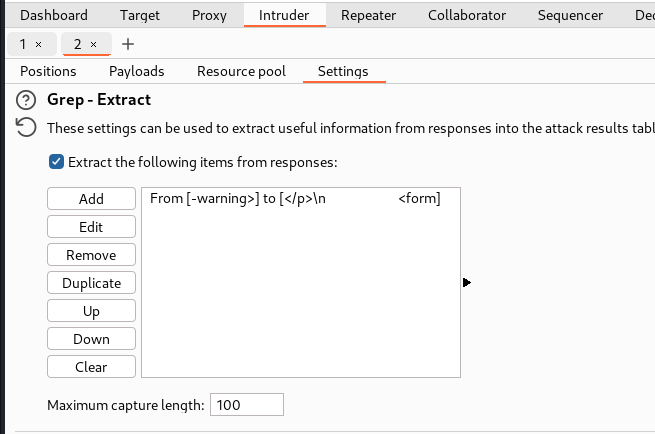 Dashboard Target Proxy Intruder Repeater Collaborator Sequencer
1 × 2 × +
Positions Payloads Resource pool Settings
Grep - Extract
These settings can be used to extract useful information from responses into the attack results tabl
Extract the following items from responses:
Add
From [-warning>] to [</p>\n <form]
Edit
Remove
Duplicate
Up
Down
Clear
Maximum capture length: 100